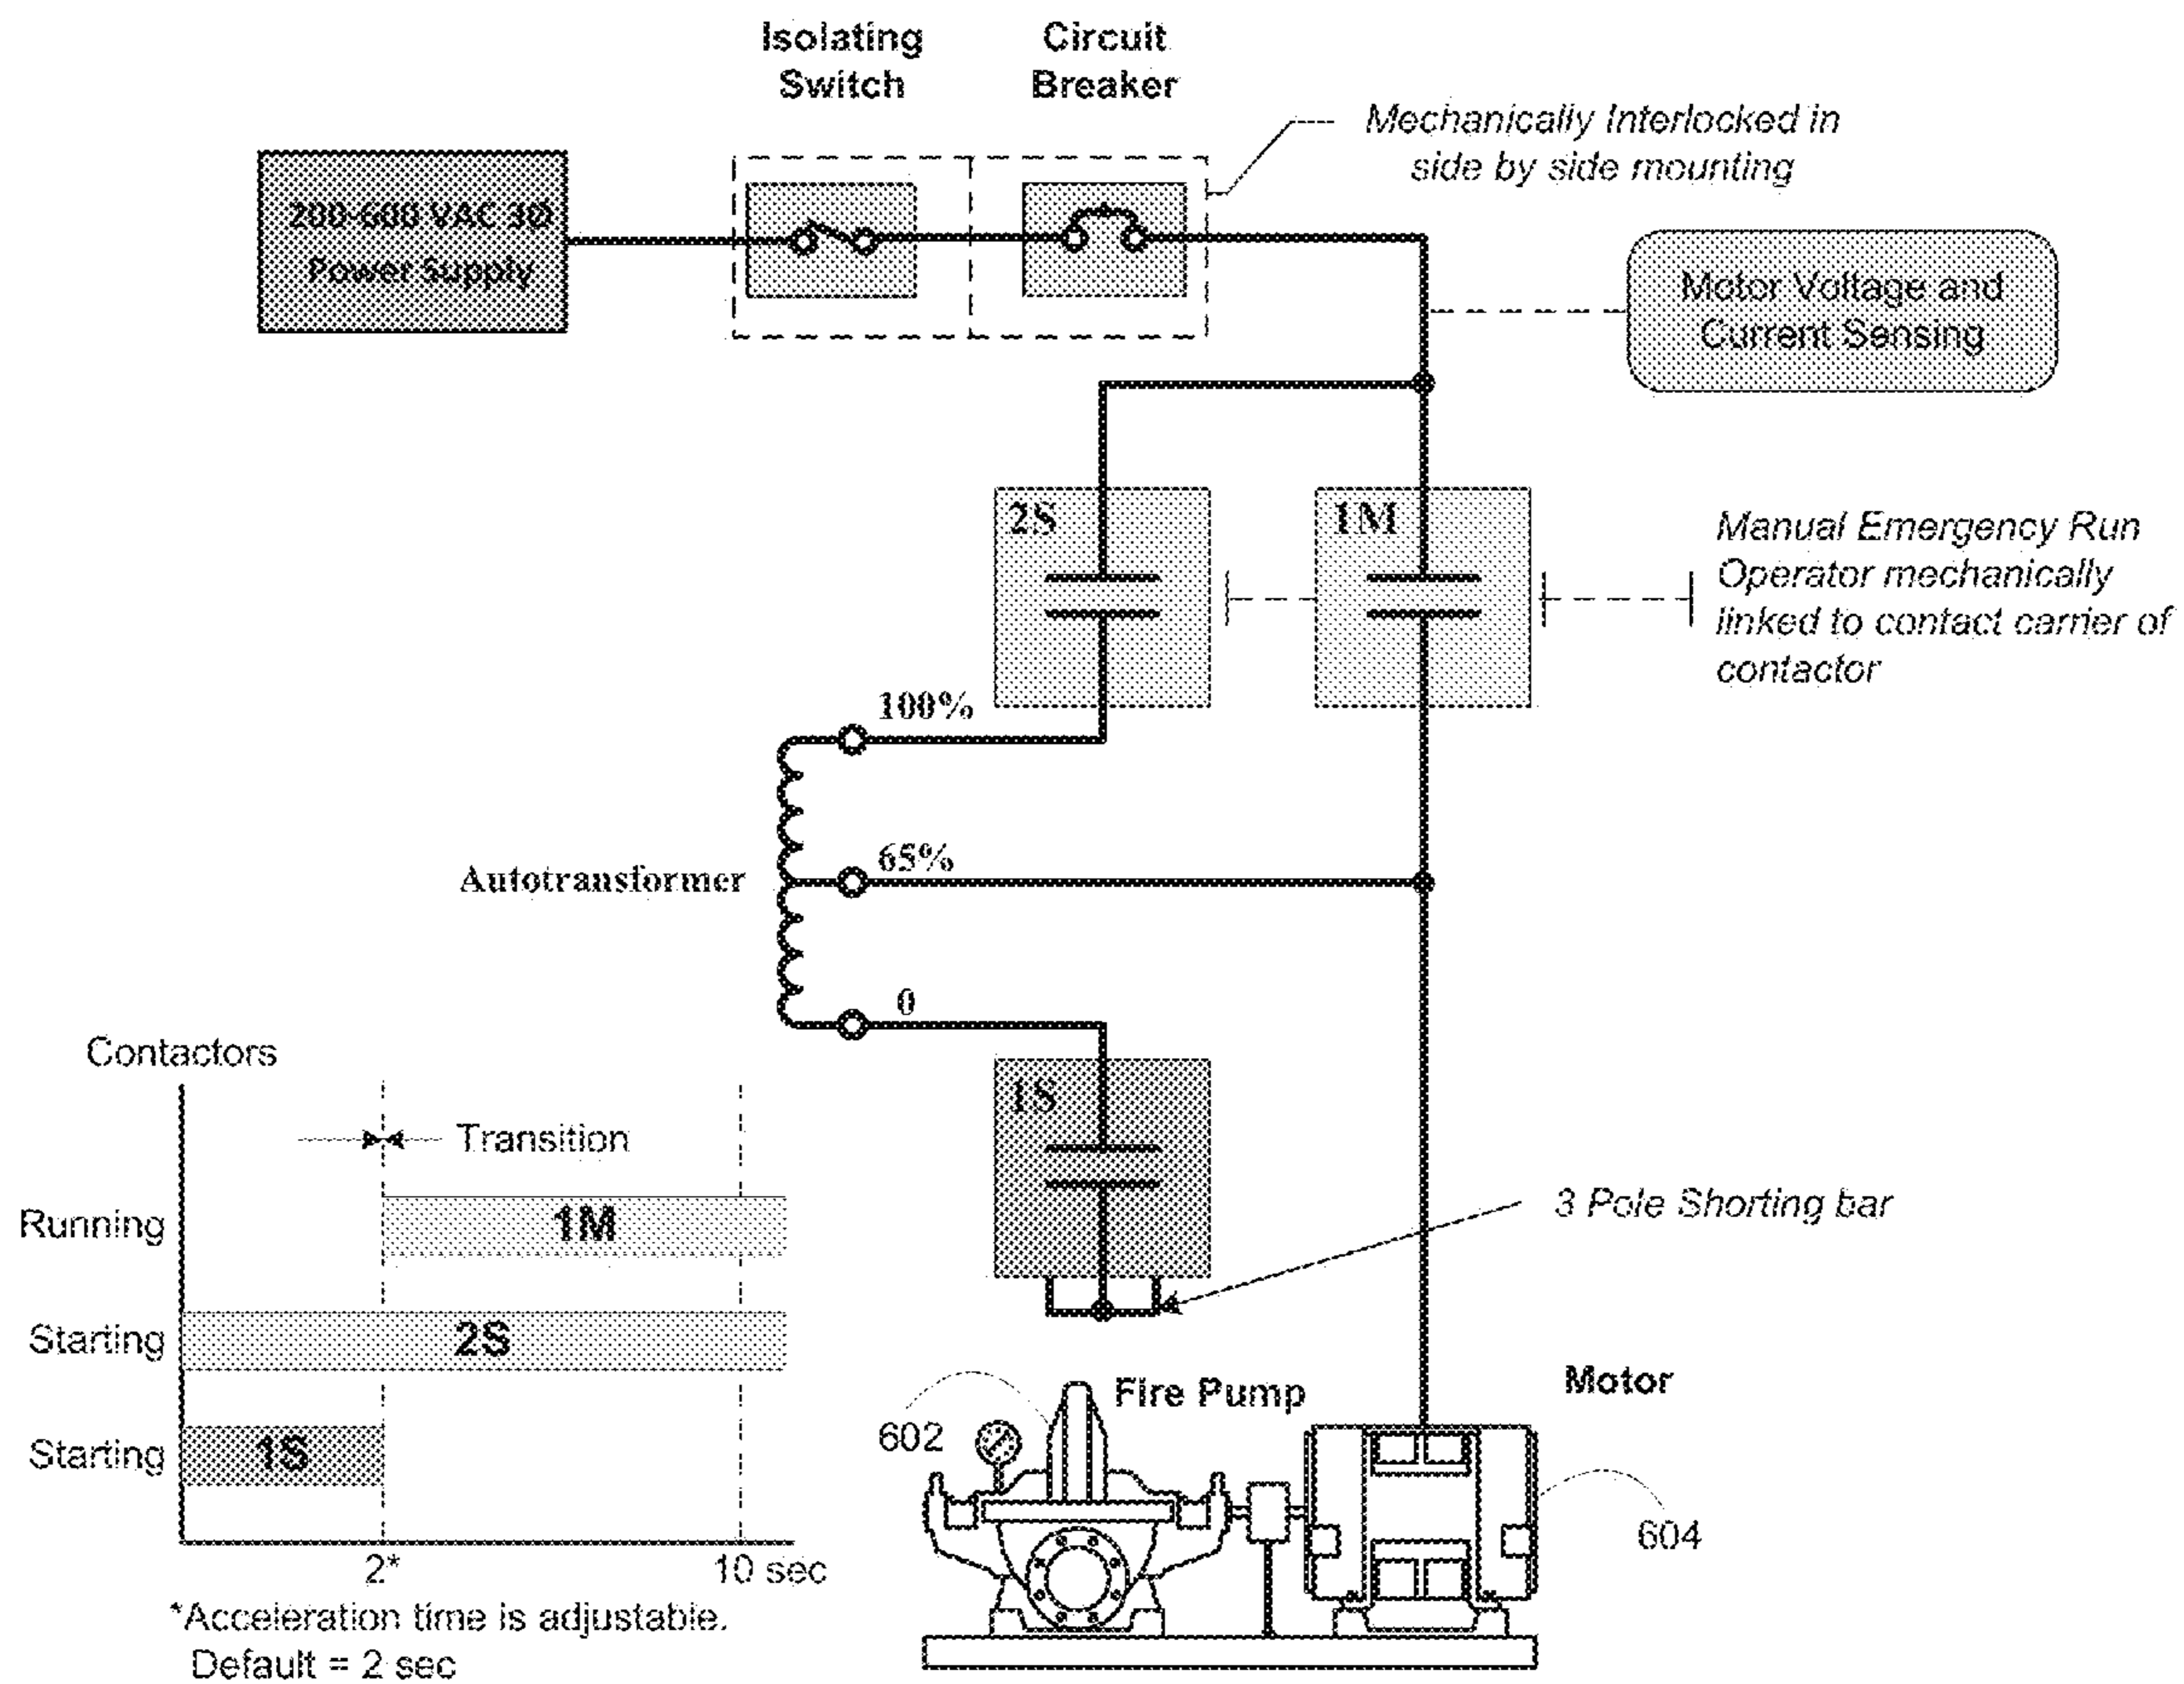 Isolating
Switch
Circuit
Breaker
Mechanically Interlocked in
side by side mounting
200-600 VAC 3Ø
Power Supply
Motor Voltage and
Current Sensing
2S
1M
Manual Emergency Run
Operator mechanically
linked to contact carrier of
contactor
100%
65%
Autotransformer
0
1S
3 Pole Shorting bar
Contactors
Transition
Running
1M
Starting
2S
Starting
1S
2*
10 sec
*Acceleration time is adjustable.
Default = 2 sec
Fire Pump
Motor
602
604